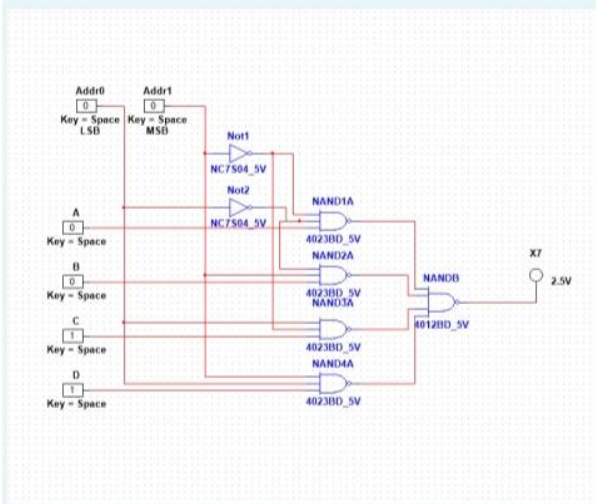 Addr0
0
Key = Space
LSB
Addr1
0
Key = Space
MSB
Not1
NC7S04_5V
Not2
NC7S04_5V
A
0
Key = Space
NAND1A
4023BD_5V
B
0
Key = Space
NAND2A
4023BD_5V
NAND3A
C
1
Key = Space
4023BD_5V
NAND4A
D
1
Key = Space
4023BD_5V
NANDB
4012BD_5V
X7
2.5V